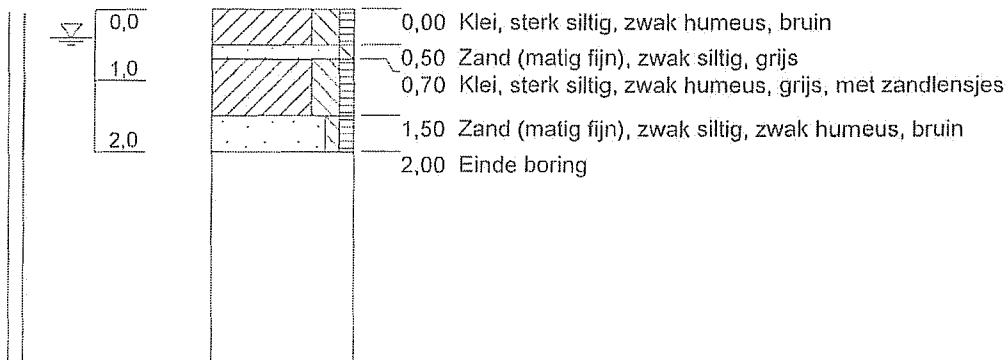 0,0
1,0
2,0
0,00 Klei, sterk siltig, zwak humeus, bruin
0,50 Zand (matig fijn), zwak siltig, grijs
0,70 Klei, sterk siltig, zwak humeus, grijs, met zandlensjes
1,50 Zand (matig fijn), zwak siltig, zwak humeus, bruin
2,00 Einde boring